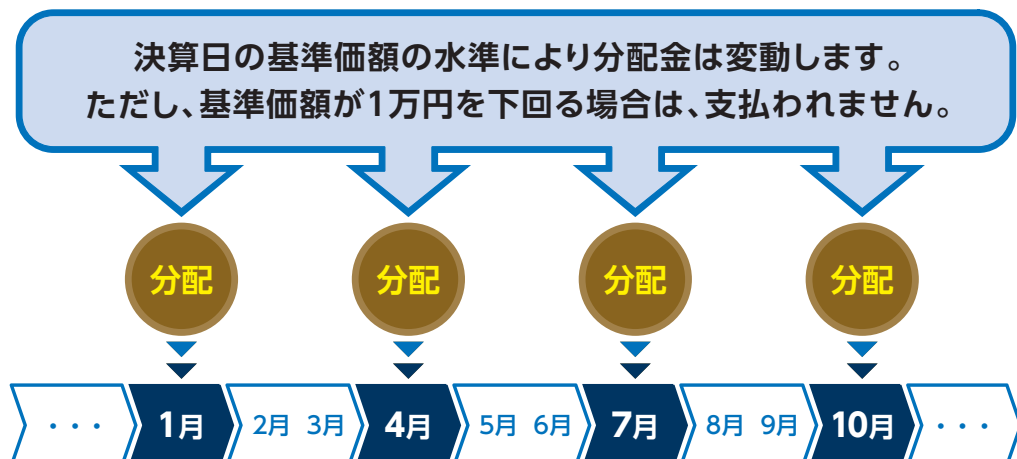 決算日の基準価額の水準により分配金は変動します。
ただし、基準価額が1万円を下回る場合は、支払われません。
分配 分配 分配 分配
・・・ 1月 2月 3月 4月 5月 6月 7月 8月 9月 10月 ・・・